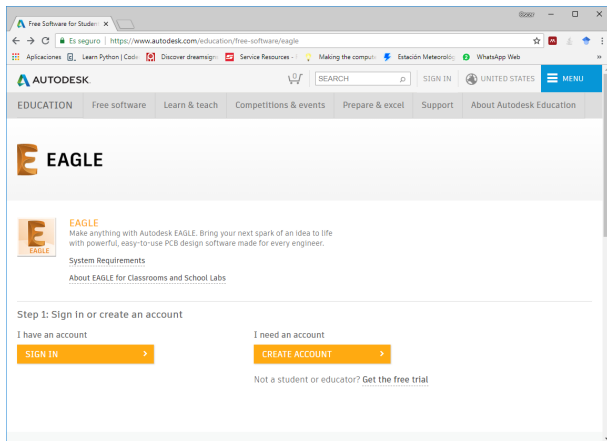 Roger
Free Software for Studen
Es seguro | https://www.autodesk.com/education/free-software/eagle
Aplicaciones Learn Python | Code Discover dreamsign Service Resources - Making the compute Estación Meteoroló WhatsApp Web »
AUTODESK. 0 SEARCH SIGN IN UNITED STATES MENU
EDUCATION Free software Learn & teach Competitions & events Prepare & excel Support About Autodesk Education
E EAGLE
EAGLE
Make anything with Autodesk EAGLE. Bring your next spark of an idea to life
with powerful, easy-to-use PCB design software made for every engineer.
E
EAGLE
System Requirements
About EAGLE for Classrooms and School Labs
Step 1: Sign in or create an account
I have an account I need an account
SIGN IN > CREATE ACCOUNT >
Not a student or educator? Get the free trial